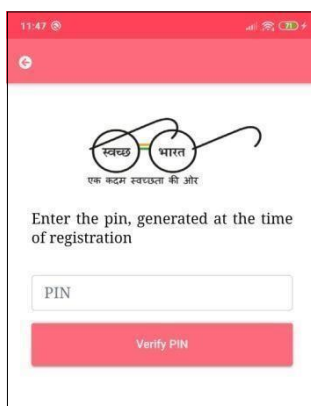 11:47
71
स्वच्छ भारत
एक कदम स्वच्छता की ओर
Enter the pin, generated at the time
of registration
PIN
Verify PIN